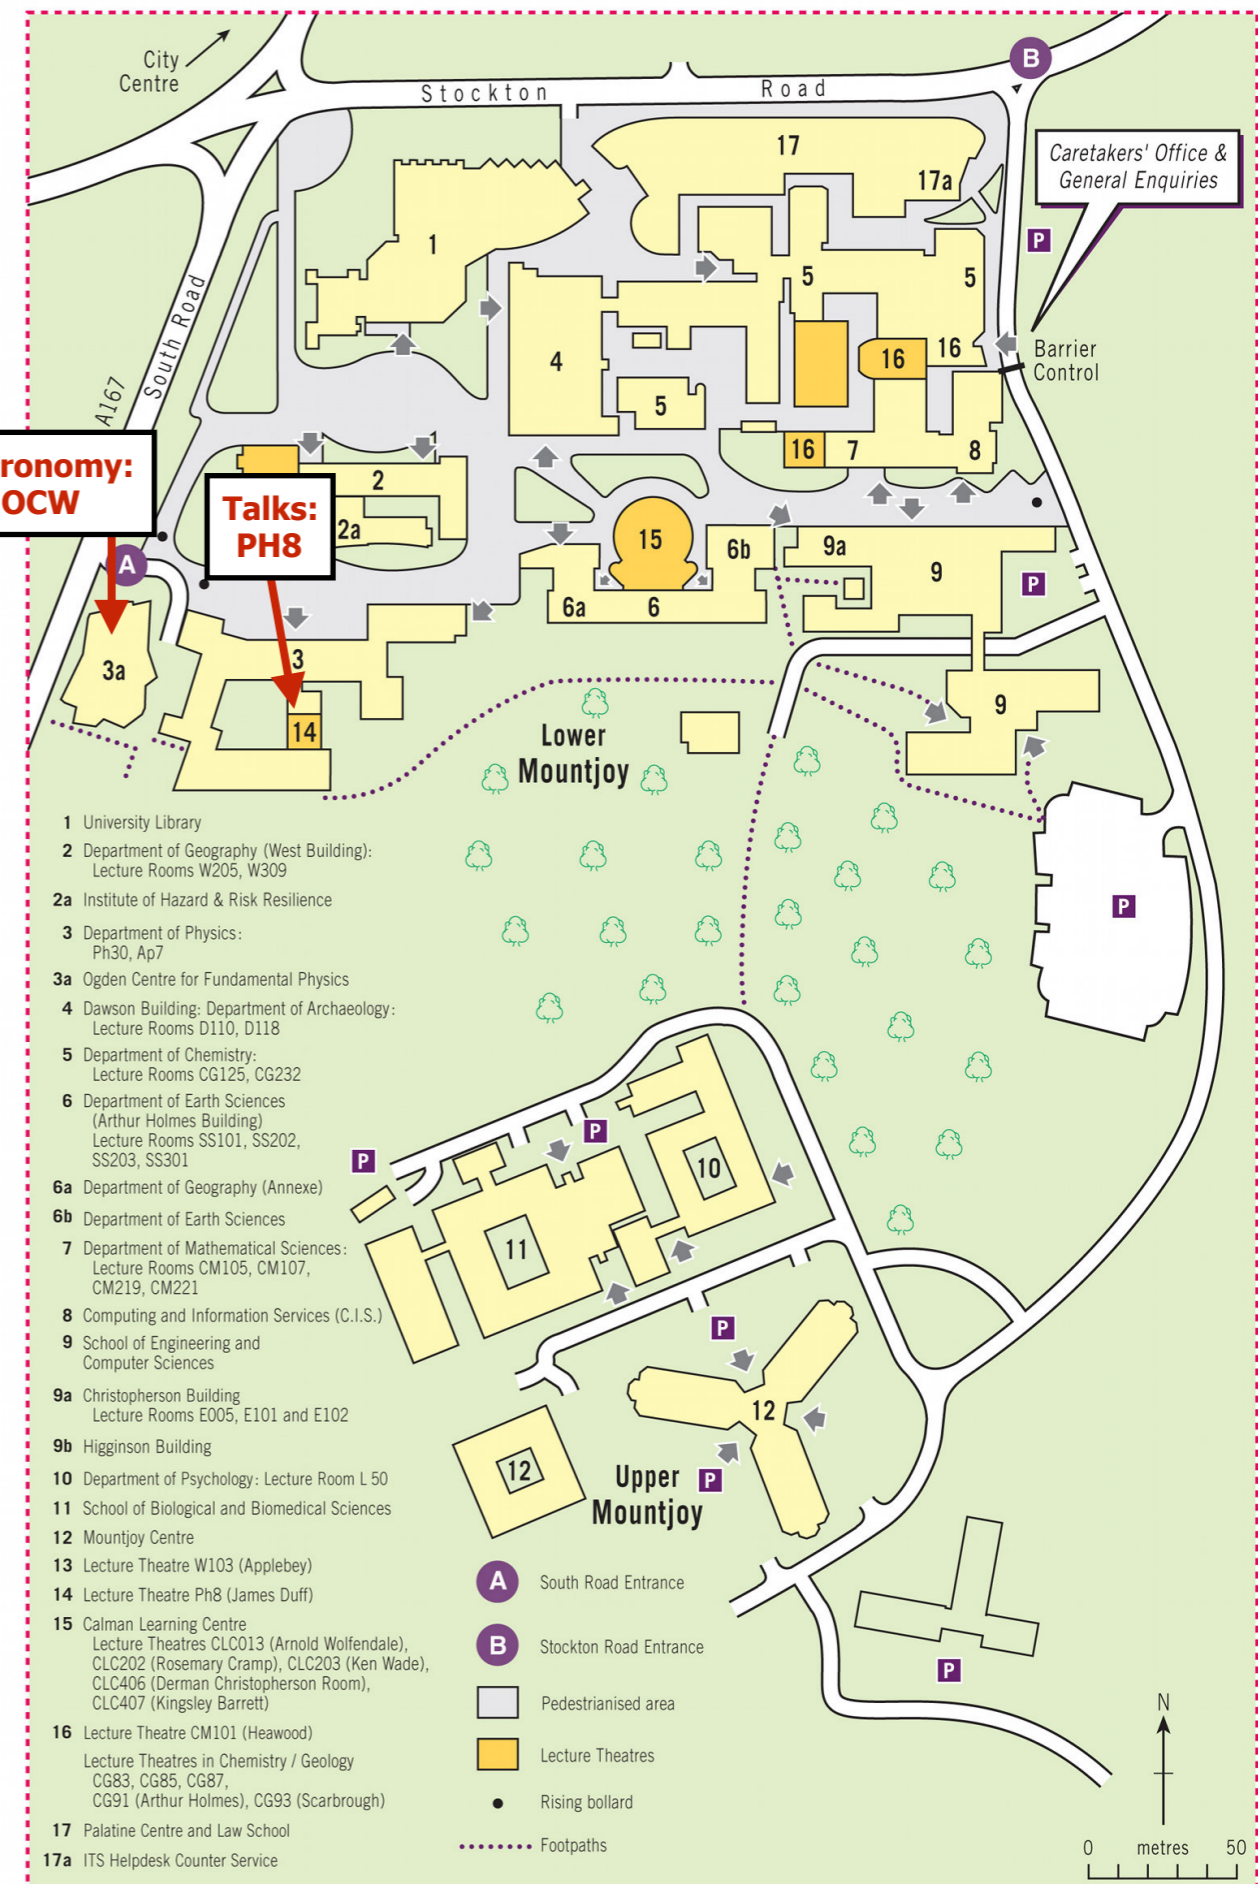 City
Centre
Stockton Road
B
Caretakers' Office &
General Enquiries
17
17a
P
1
5
5
South Road
A167
4
16
16
Barrier
Control
5
16
7
8
ronomy:
OCW
2
Talks:
PH8
2a
15
6b
9a
9
A
P
6a
6
3a
3
14
9
Lower
Mountjoy
P
1 University Library
2 Department of Geography (West Building):
Lecture Rooms W205, W309
2a Institute of Hazard & Risk Resilience
3 Department of Physics:
Ph30, Ap7
3a Ogden Centre for Fundamental Physics
4 Dawson Building: Department of Archaeology:
Lecture Rooms D110, D118
5 Department of Chemistry:
Lecture Rooms CG125, CG232
6 Department of Earth Sciences
(Arthur Holmes Building)
Lecture Rooms SS101, SS202,
SS203, SS301
6a Department of Geography (Annexe)
6b Department of Earth Sciences
7 Department of Mathematical Sciences:
Lecture Rooms CM105, CM107,
CM219, CM221
8 Computing and Information Services (C.I.S.)
9 School of Engineering and
Computer Sciences
9a Christopherson Building
Lecture Rooms E005, E101 and E102
9b Higginson Building
10 Department of Psychology: Lecture Room L 50
11 School of Biological and Biomedical Sciences
12 Mountjoy Centre
13 Lecture Theatre W103 (Applebey)
14 Lecture Theatre Ph8 (James Duff)
15 Calman Learning Centre
Lecture Theatres CLC013 (Arnold Wolfendale),
CLC202 (Rosemary Cramp), CLC203 (Ken Wade),
CLC406 (Derman Christopherson Room),
CLC407 (Kingsley Barrett)
16 Lecture Theatre CM101 (Heawood)
Lecture Theatres in Chemistry / Geology
CG83, CG85, CG87,
CG91 (Arthur Holmes), CG93 (Scarbrough)
17 Palatine Centre and Law School
17a ITS Helpdesk Counter Service
P
P
10
11
P
12
12
Upper
Mountjoy
P
A South Road Entrance
B Stockton Road Entrance
Pedestrianised area
Lecture Theatres
Rising bollard
Footpaths
P
N
0 metres 50